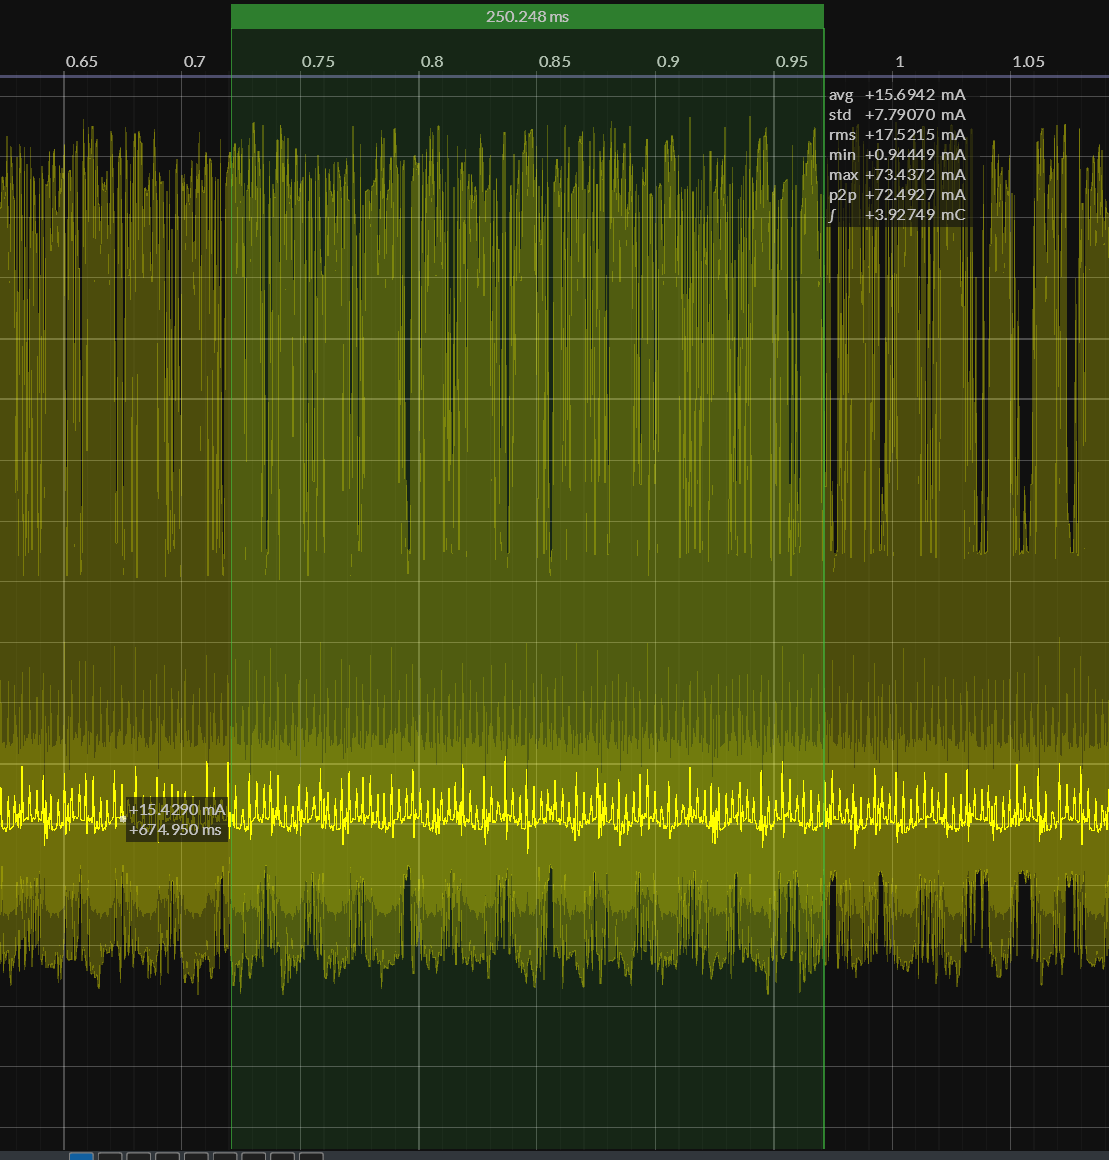 250.248 ms
0.65 0.7 0.75 0.8 0.85 0.9 0.95 1 1.05
avg +15.6942 mA
std +7.79070 mA
rms +17.5215 mA
min +0.94449 mA
max +73.4372 mA
p2p +72.4927 mA
∫ +3.92749 mC
+15.4290 mA
+674.950 ms